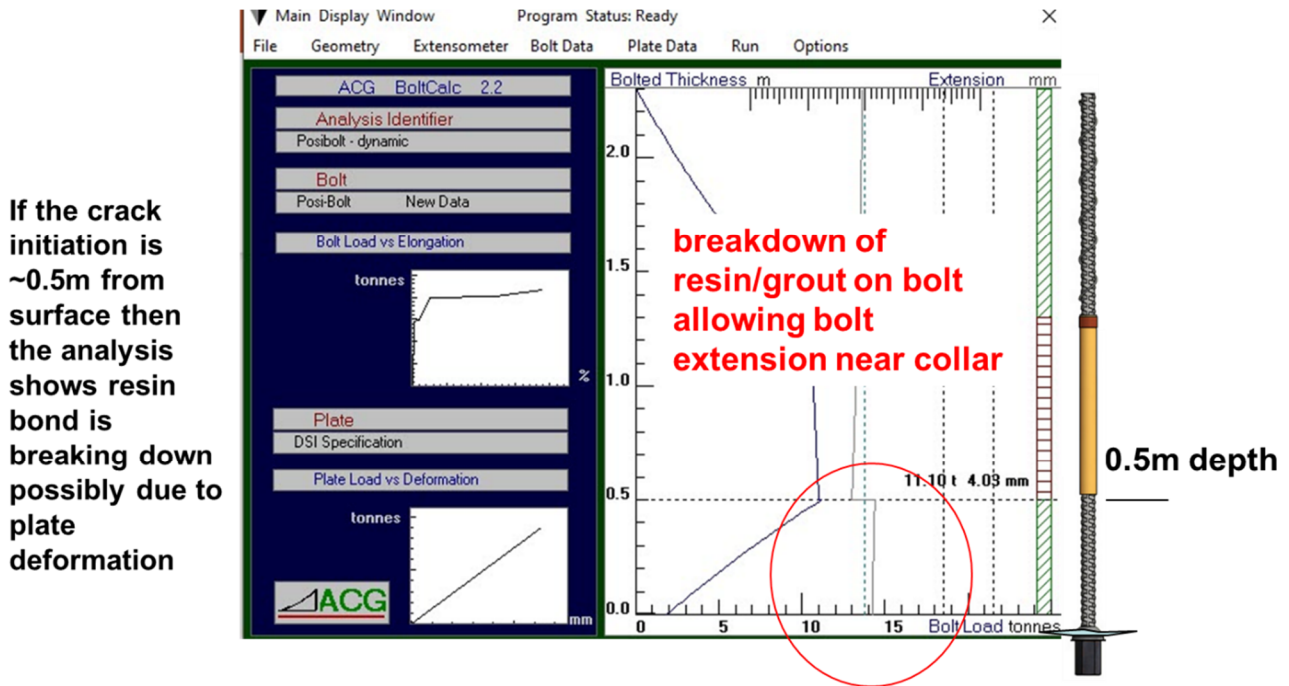 Main Display Window Program Status: Ready
File Geometry Extensometer Bolt Data Plate Data Run Options
ACG BoltCalc 2.2
Analysis Identifier
Posibolt - dynamic
Bolt
Posi-Bolt New Data
Bolt Load vs Elongation
tonnes
%
Plate
DSI Specification
Plate Load vs Deformation
tonnes
mm
ACG
Bolted Thickness m Extension mm
2.0
1.5
1.0
0.5
0.0
11.10 t 4.03 mm
0 5 10 15 Bolt Load tonnes
breakdown of
resin/grout on bolt
allowing bolt
extension near collar
If the crack
initiation is
~0.5m from
surface then
the analysis
shows resin
bond is
breaking down
possibly due to
plate
deformation
0.5m depth